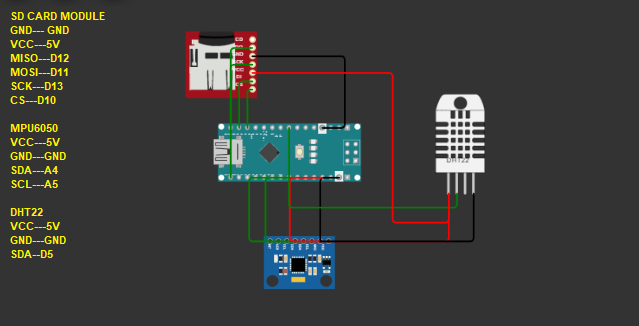 SD CARD MODULE
GND--- GND
VCC---5V
MISO---D12
MOSI---D11
SCK---D13
CS---D10
MPU6050
VCC---5V
GND---GND
SDA---A4
SCL---A5
DHT22
VCC---5V
GND---GND
SDA--D5
DHT22